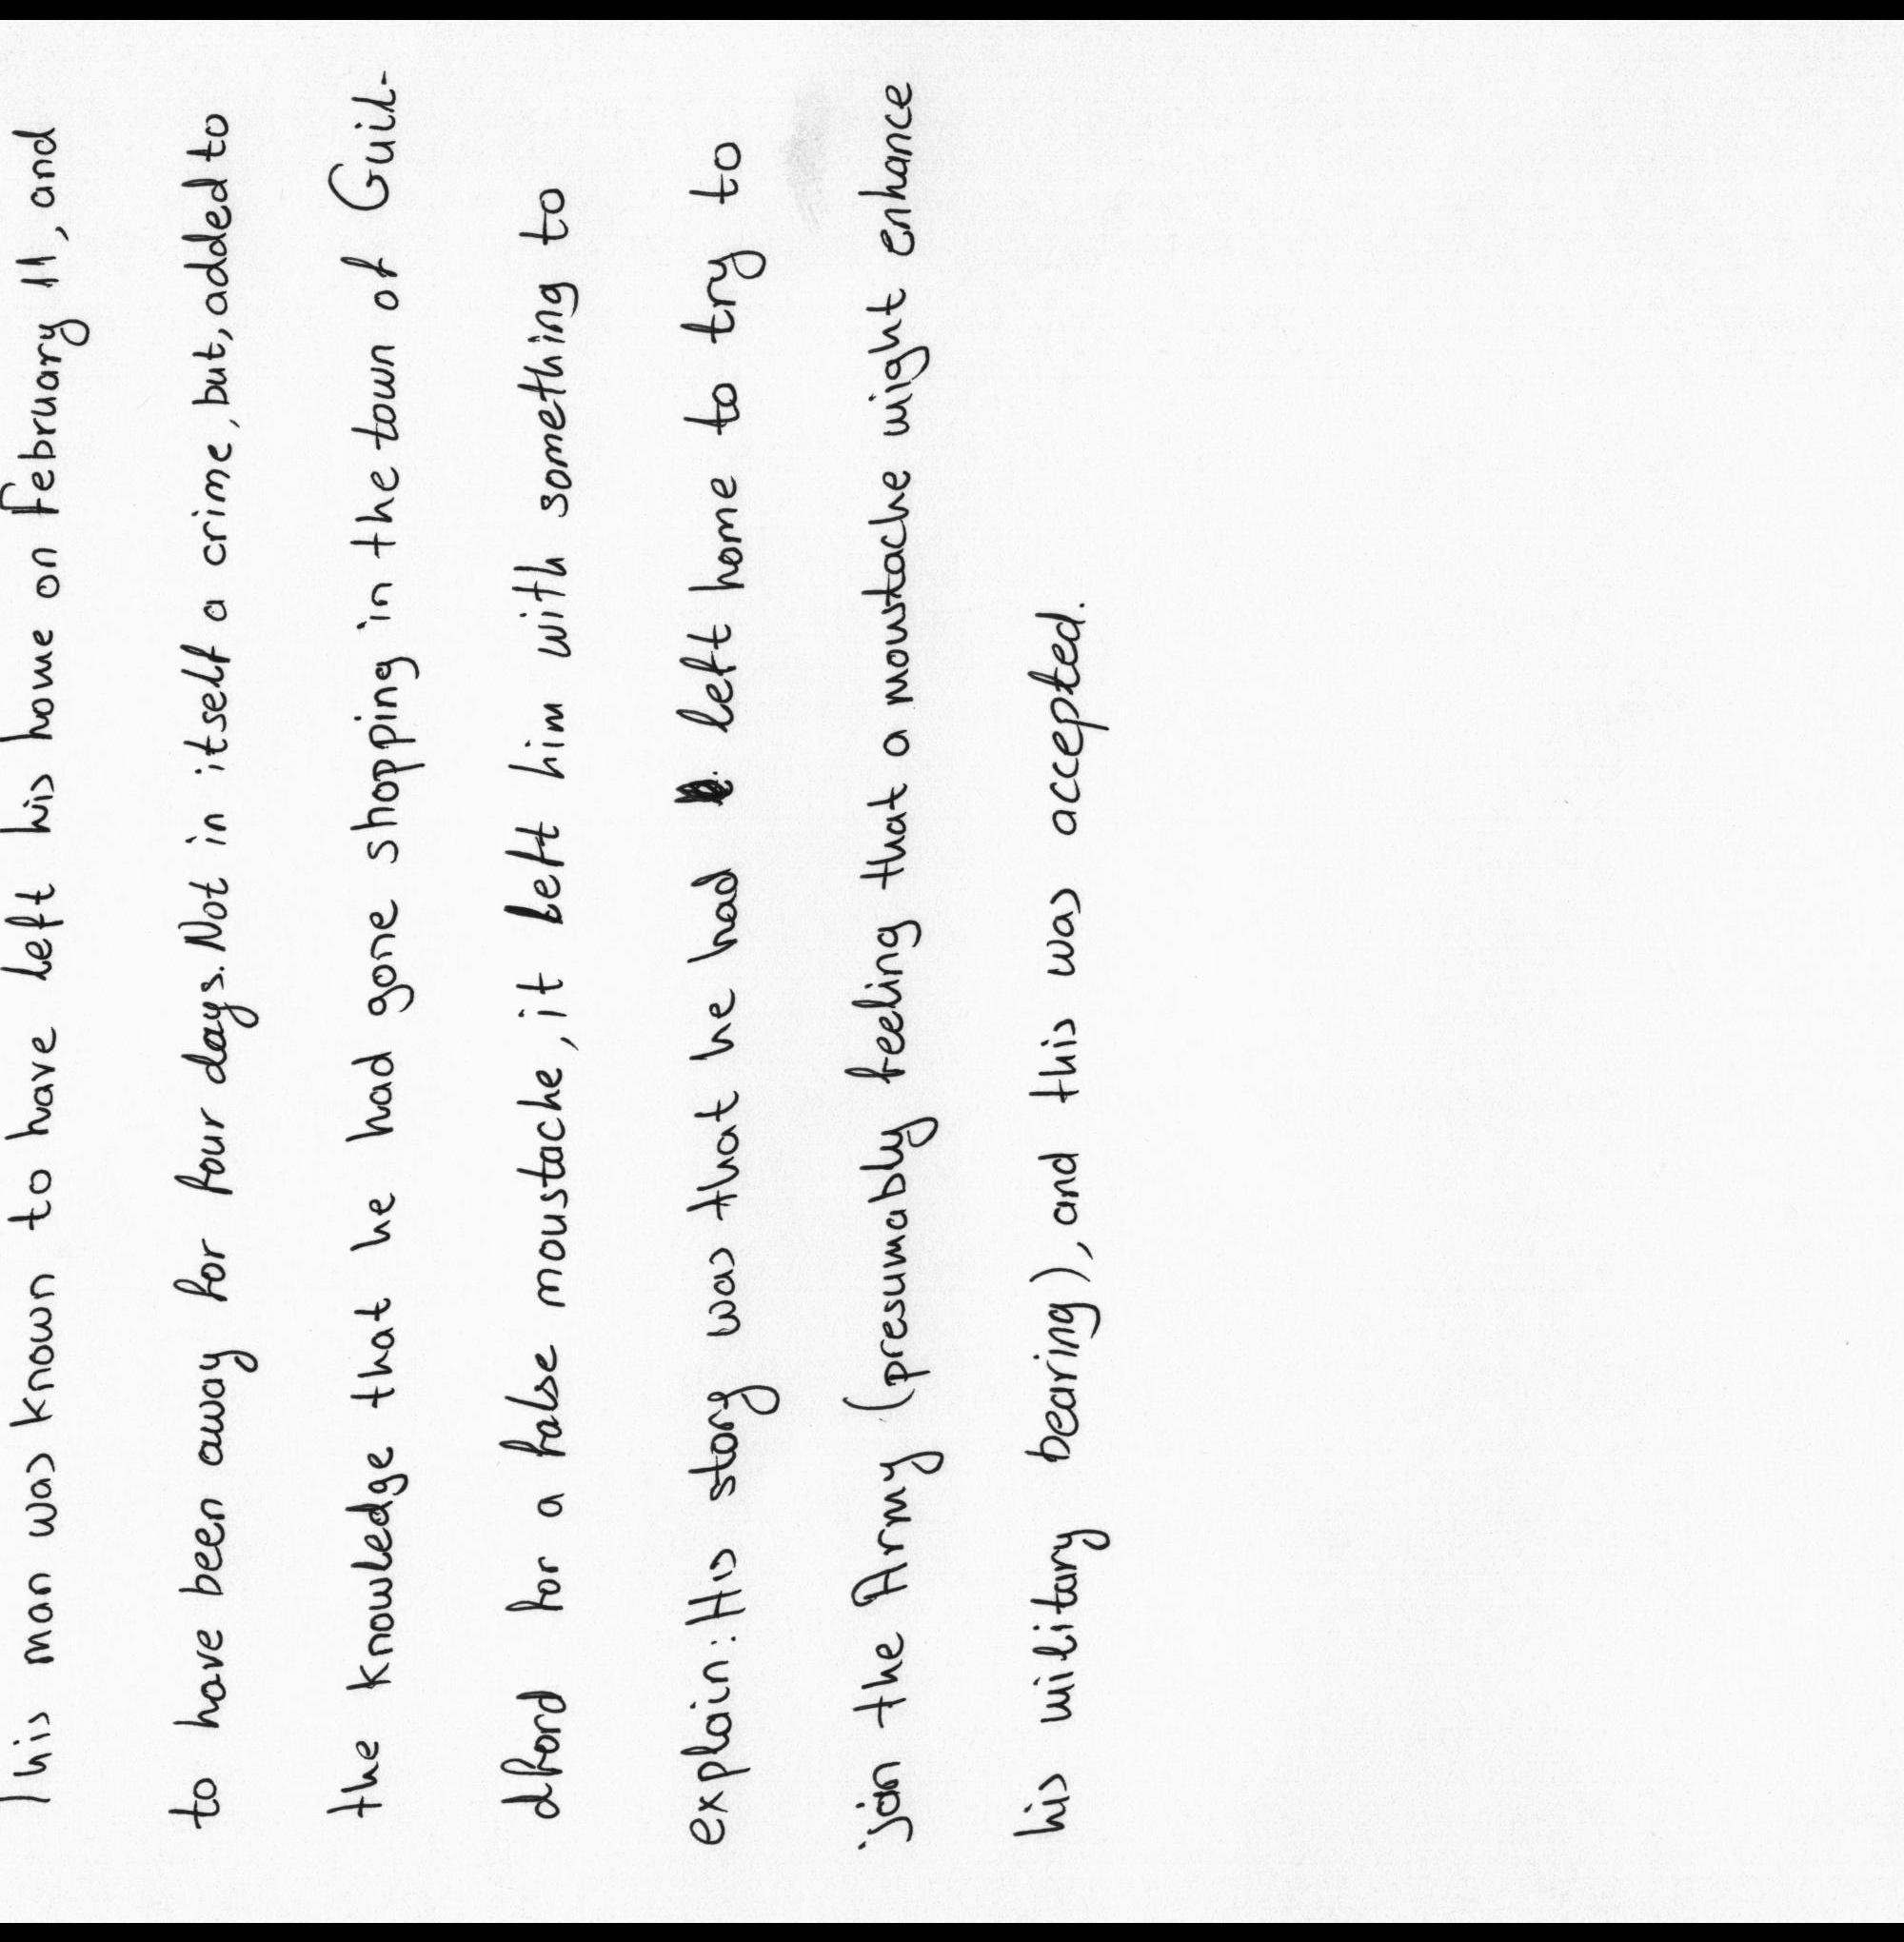 This man was known to have left his home on February 11, and
to have been away for four days. Not in itself a crime, but, added to
the knowledge that he had gone shopping in the town of Guil-
dford for a false moustache, it left him with something to
explain: His story was that he had left home to try to
join the Army (presumably feeling that a moustache might enhance
his military bearing), and this was accepted.